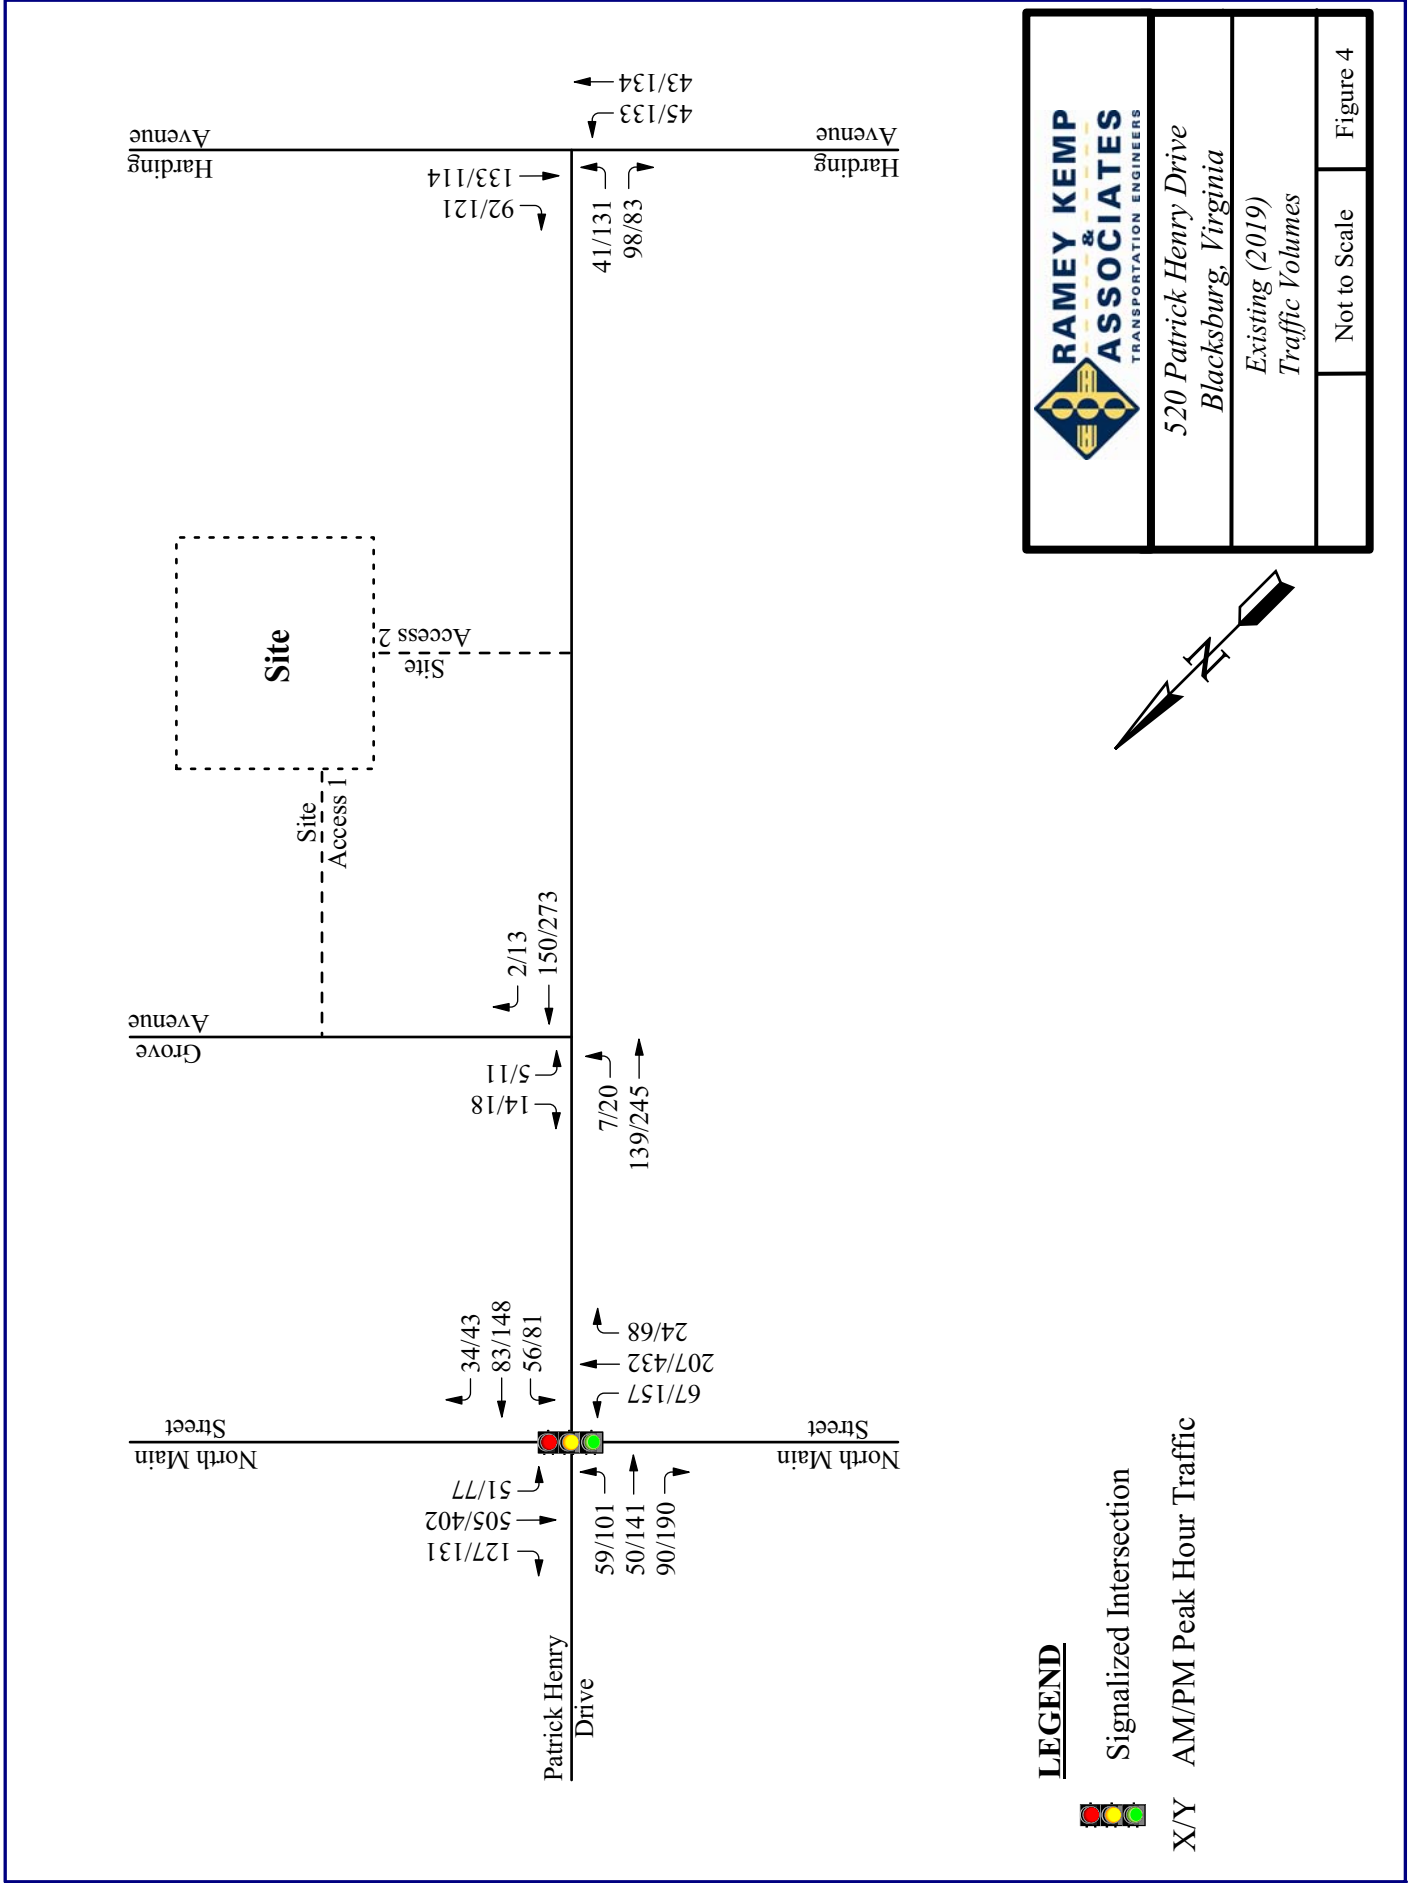 Harding
Avenue
133/114
92/121
43/134
45/133
41/131
98/83
Site
Site
Access 2
Site
Access 1
Grove
Avenue
2/13
150/273
5/11
14/18
7/20
139/245
North Main
Street
34/43
83/148
56/81
24/68
207/432
67/157
51/77
505/402
127/131
59/101
50/141
90/190
Patrick Henry
Drive
North Main
Street
Harding
Avenue
LEGEND
Signalized Intersection
X/Y AM/PM Peak Hour Traffic
N
RAMEY KEMP
&
ASSOCIATES
TRANSPORTATION ENGINEERS
520 Patrick Henry Drive
Blacksburg, Virginia
Existing (2019)
Traffic Volumes
Not to Scale
Figure 4